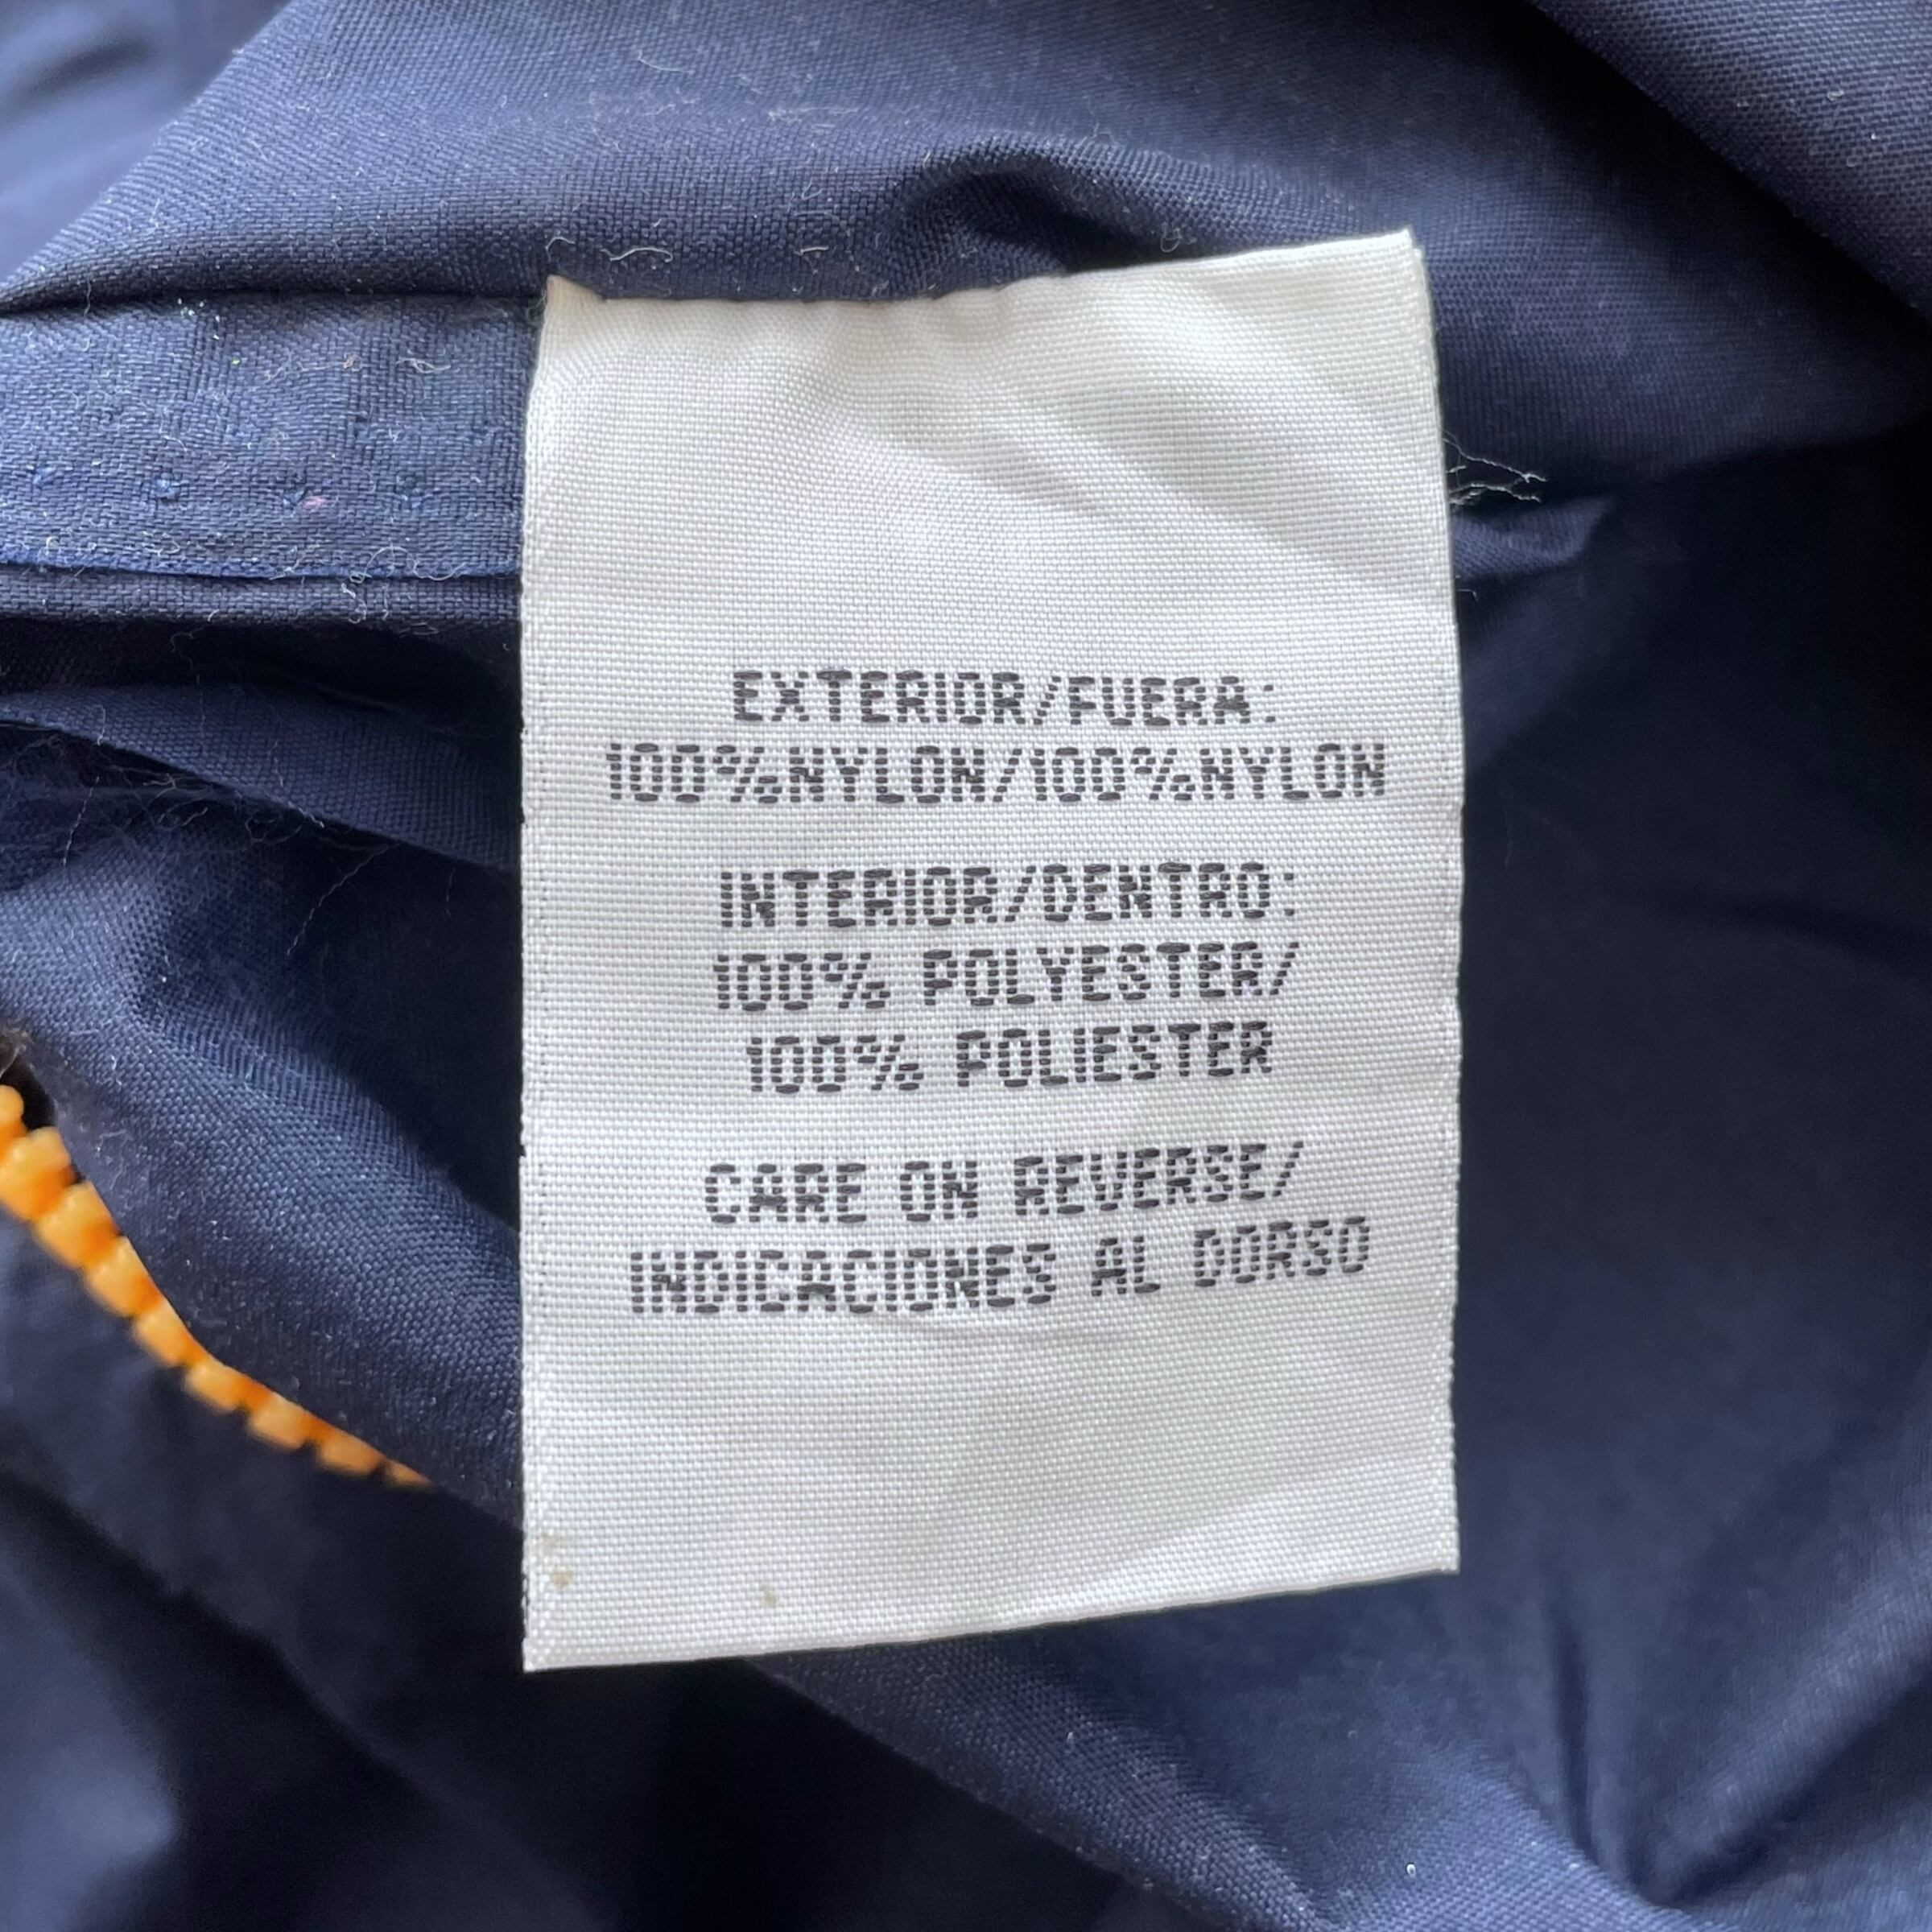 EXTERIOR/FUERA:
100%NYLON/100%NYLON
INTERIOR/DENTRO:
100% POLYESTER/
100% POLIESTER
CARE ON REVERSE/
INDICACIONES AL DORSO